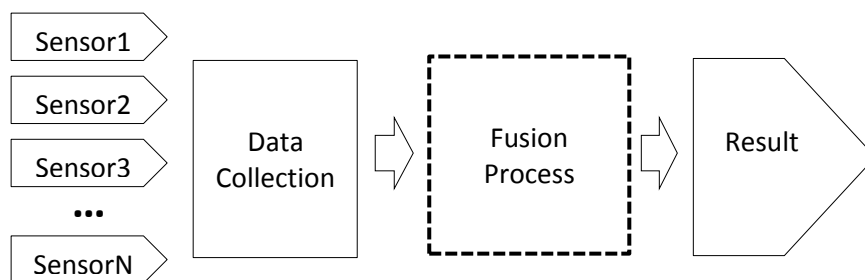 Sensor1
Sensor2
Sensor3
...
SensorN
Data
Collection
Fusion
Process
Result